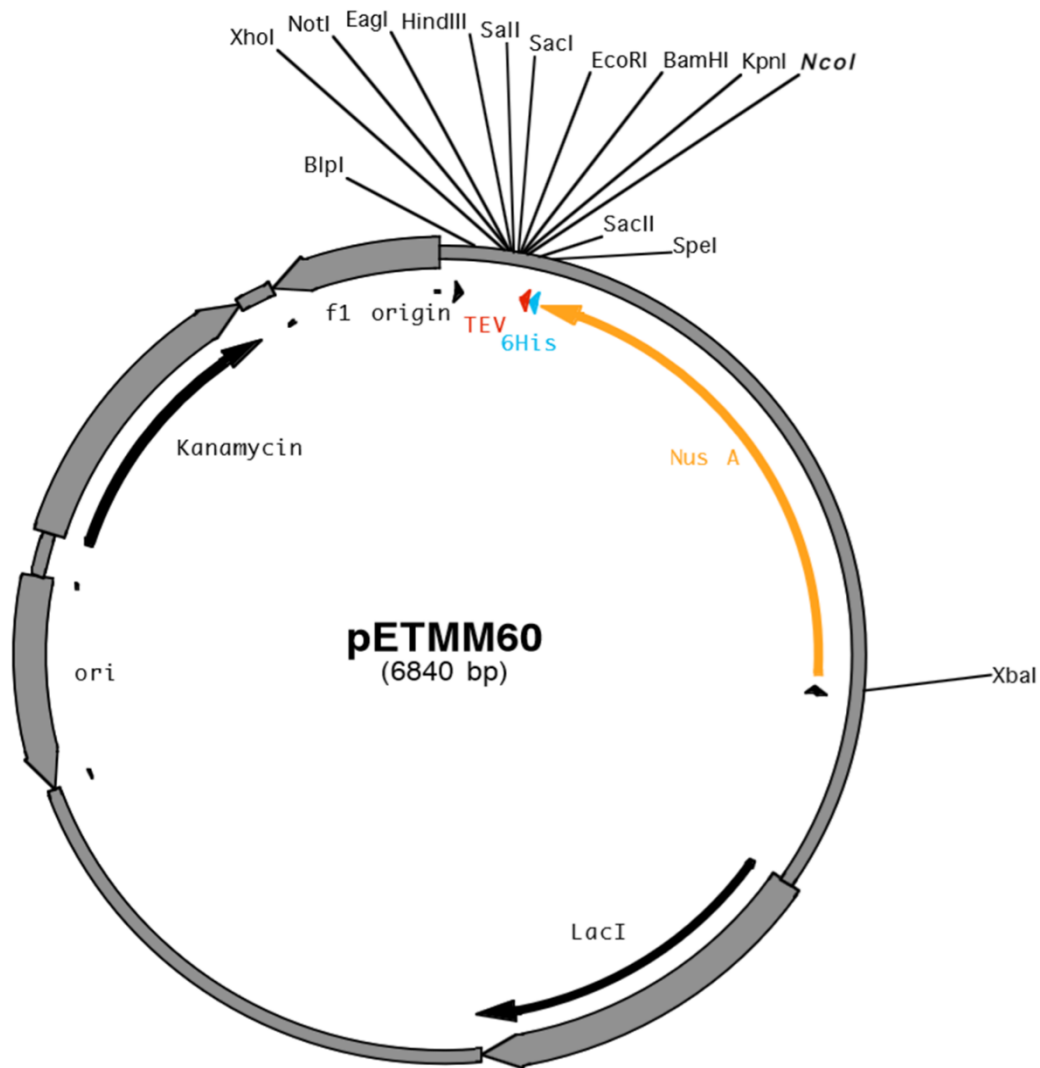 XhoI
NotI
EagI
HindIII
SalI
SacI
EcoRI
BamHI
KpnI
NcoI
BlpI
SacII
SpeI
f1 origin
TEV
6His
Kanamycin
Nus A
pETMM60
(6840 bp)
ori
XbaI
LacI